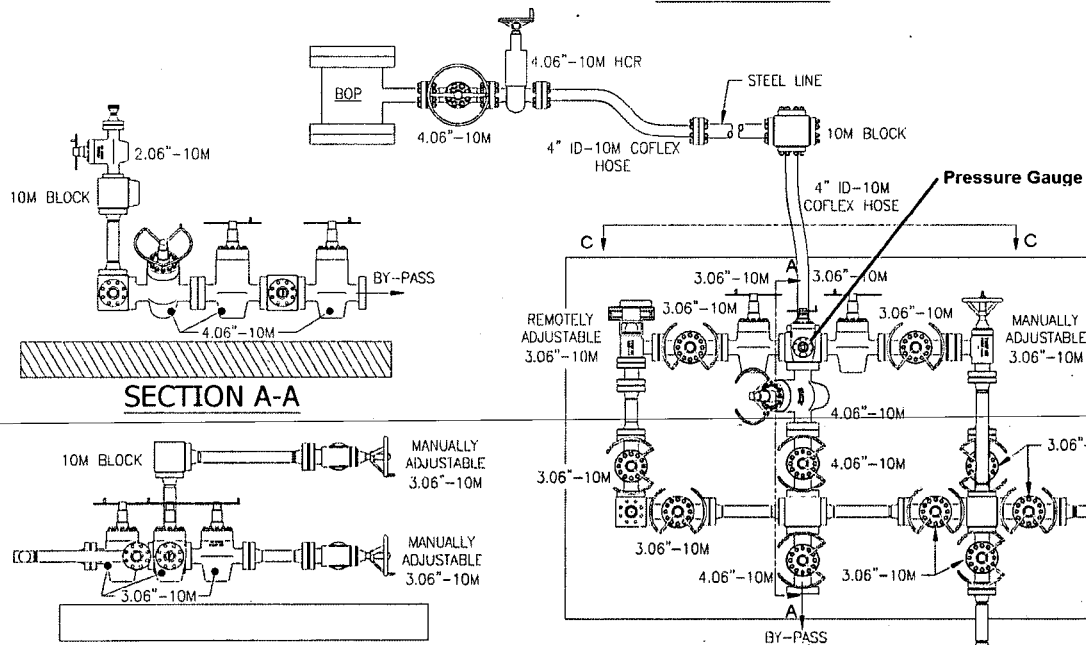 4.06"-10M HCR
STEEL LINE
BOP
4.06"-10M
10M BLOCK
4" ID-10M COFLEX
HOSE
4" ID-10M
COFLEX HOSE
Pressure Gauge
2.06"-10M
10M BLOCK
BY-PASS
4.06"-10M
SECTION A-A
C
C
3.06"-10M
A
3.06"-10M
3.06"-10M
3.06"-10M
REMOTELY
ADJUSTABLE
3.06"-10M
MANUALLY
ADJUSTABLE
3.06"-10M
4.06"-10M
3.06"-10M
4.06"-10M
3.06"-
3.06"-10M
4.06"-10M
3.06"-10M
A
BY-PASS
10M BLOCK
MANUALLY
ADJUSTABLE
3.06"-10M
MANUALLY
ADJUSTABLE
3.06"-10M
3.06"-10M